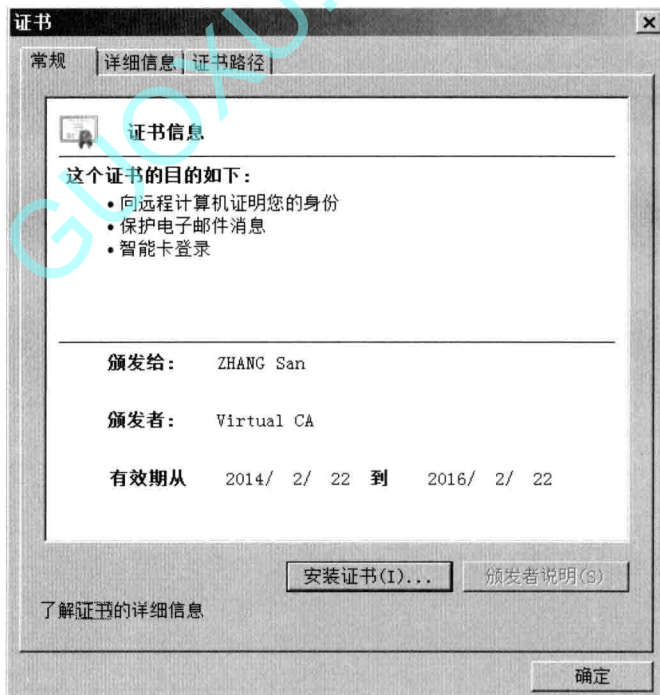 证书
常规 详细信息 证书路径
证书信息
这个证书的目的如下：
•向远程计算机证明您的身份
•保护电子邮件消息
•智能卡登录
颁发给： ZHANG San
颁发者： Virtual CA
有效期从 2014/ 2/ 22 到 2016/ 2/ 22
安装证书(I)... 颁发者说明(S)
了解证书的详细信息
确定
GUOXU.